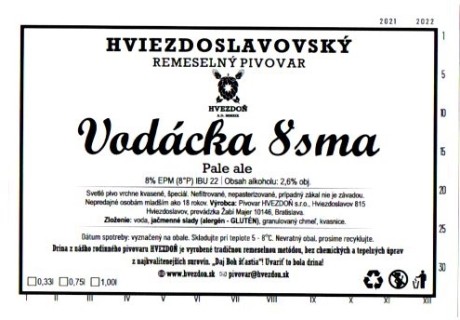 2021 2022
HVIEZDOSLAVOVSKÝ
REMESELNÝ PIVOVAR
HVEZDOŇ
Vodácka 8sma
Pale ale
8% EPM (8°P) IBU 22 | Obsah alkoholu: 2,6% obj.
Svetlé pivo vrchne kvasené, špeciál. Nefiltrované, nepasterizované, prípadný zákal nie je závadou.
Nepredajné osobám mladším ako 18 rokov. Výrobca: Pivovar HVEZDOŇ s.r.o., Hviezdoslavov 815
Hviezdoslavov, prevádzka Žabí Majer 10146, Bratislava.
Zloženie: voda, jačmenné slady (alergén - GLUTÉN), granulovaný chmeľ, kvasnice.
Dátum spotreby: vyznačený na obale. Skladujte pri teplote 5 - 8°C. Nevratný obal, prosíme recyklujte.
Drina z nášho rodinného pivovaru HVEZDOŇ je vyrobená tradičnou remeselnou metódou, bez chemických a tepelných úprav
z najkvalitnejších surovín. „Daj Boh šťastia“! Uvariť to bola drina!
www.hvezdon.sk pivovar@hvezdon.sk
0,33l 0,75l 1,00l
1
5
10
15
20
25
30
I II III IV V VI VII VIII IX X XI XII